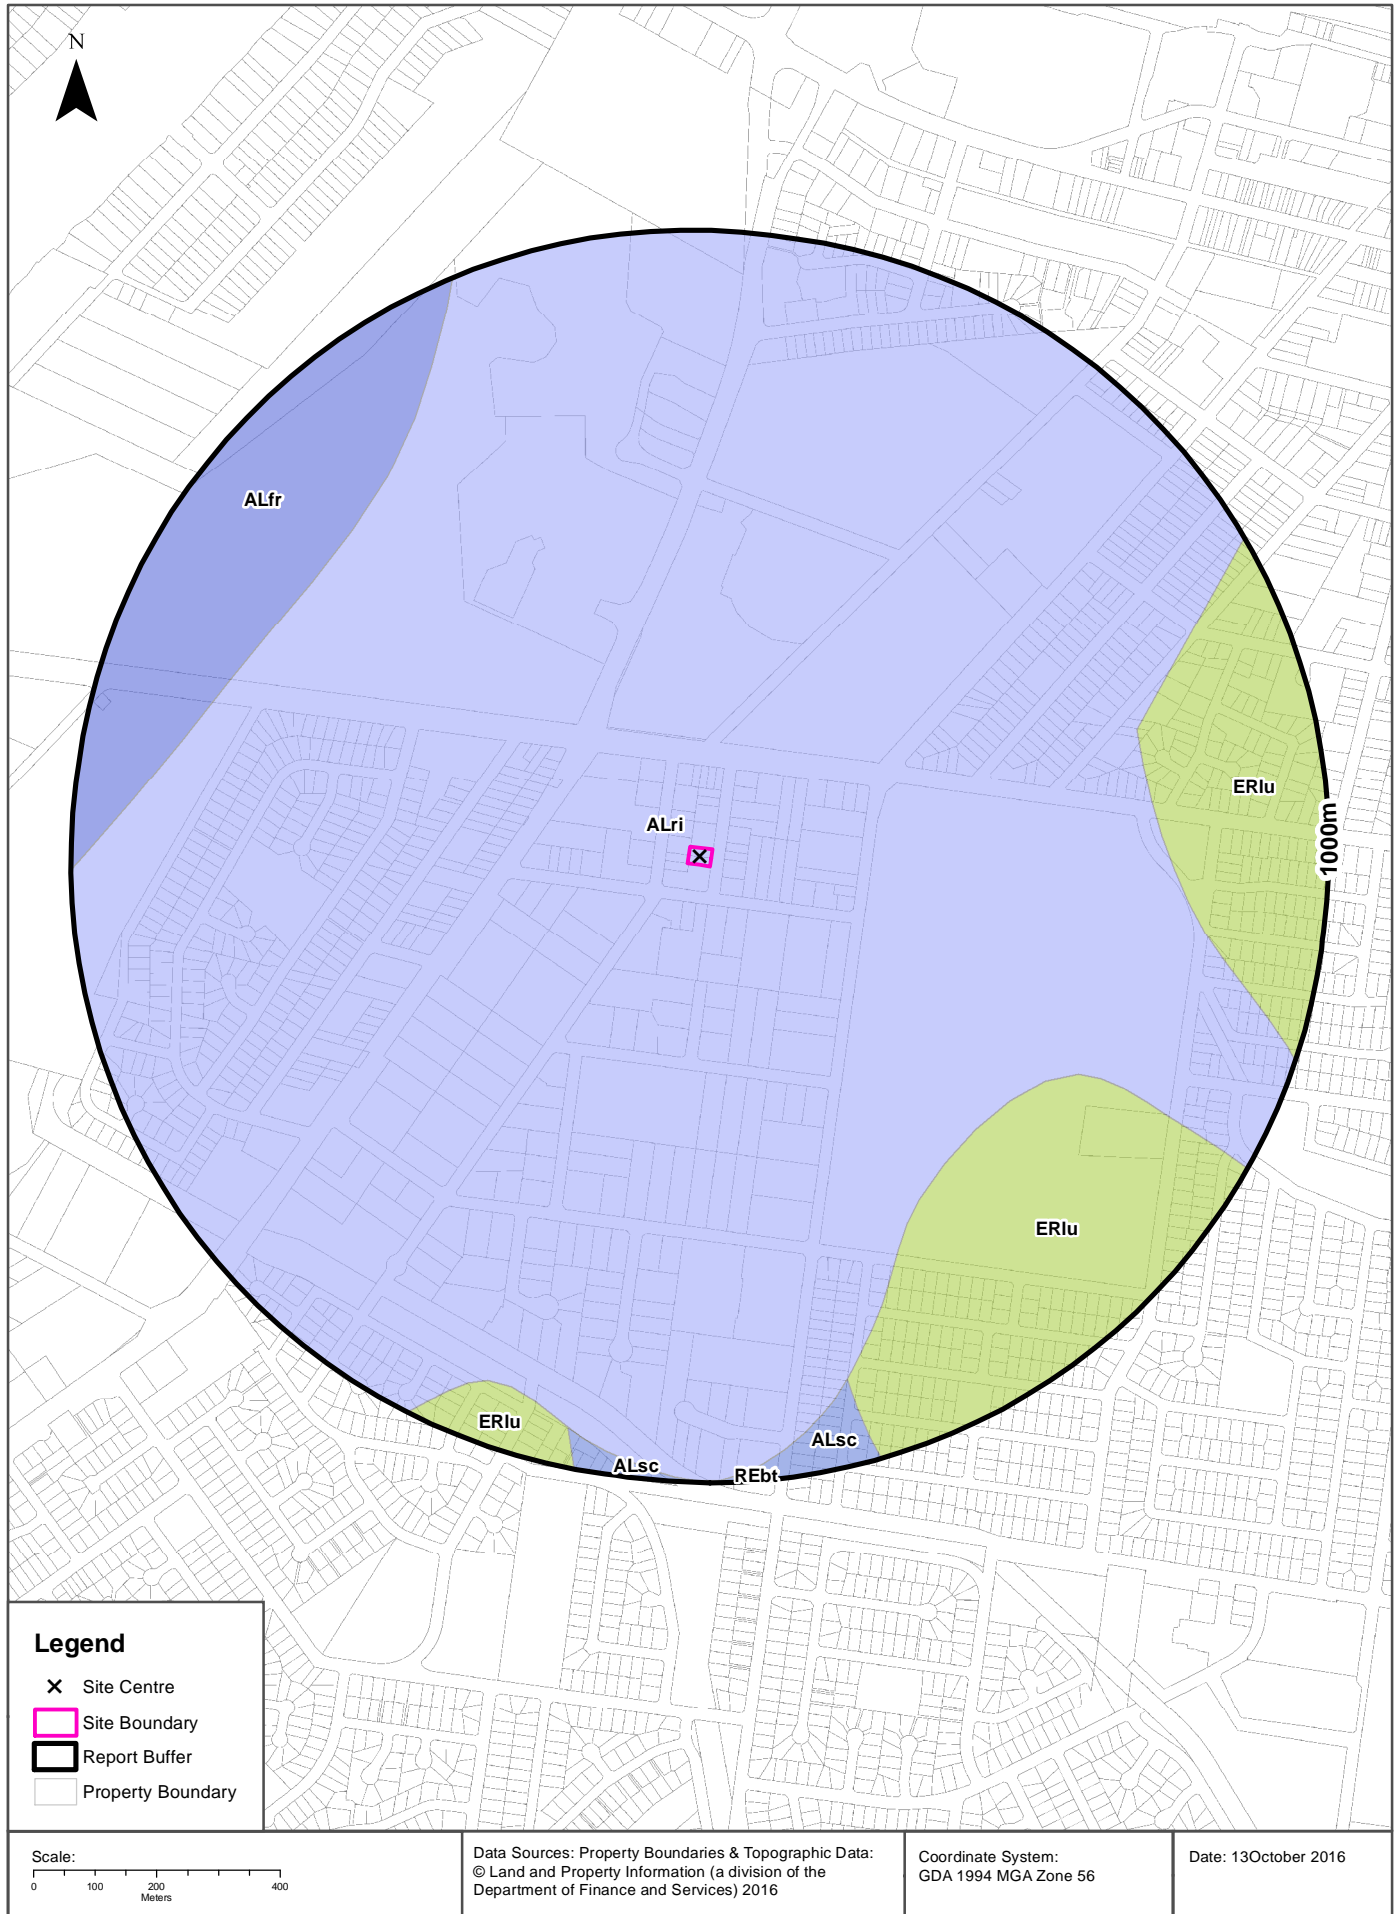 N
ALfr
ERlu
1000m
ALri
ERlu
ERlu
ALsc
ALsc
REbt
Legend
Site Centre
Site Boundary
Report Buffer
Property Boundary
Scale:
0 100 200 400
Meters
Data Sources: Property Boundaries & Topographic Data:
© Land and Property Information (a division of the
Department of Finance and Services) 2016
Coordinate System:
GDA 1994 MGA Zone 56
Date: 13October 2016